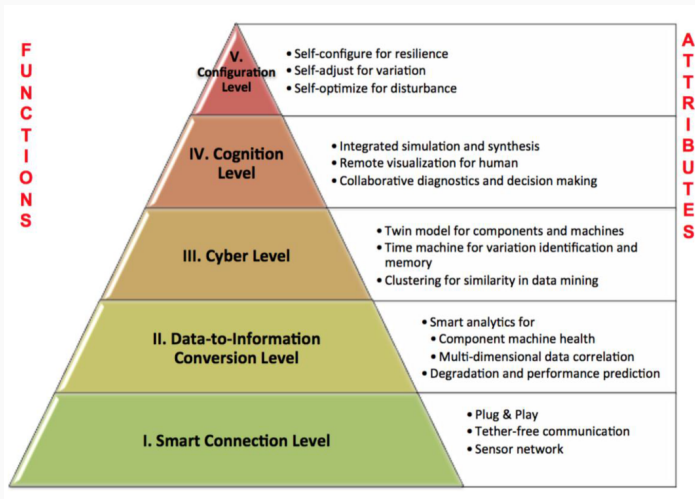 FUNCTIONS
ATTRIBUTES
V.
Configuration
Level
• Self-configure for resilience
• Self-adjust for variation
• Self-optimize for disturbance
IV. Cognition
Level
• Integrated simulation and synthesis
• Remote visualization for human
• Collaborative diagnostics and decision making
III. Cyber Level
• Twin model for components and machines
• Time machine for variation identification and
memory
• Clustering for similarity in data mining
II. Data-to-Information
Conversion Level
• Smart analytics for
• Component machine health
• Multi-dimensional data correlation
• Degradation and performance prediction
I. Smart Connection Level
• Plug & Play
• Tether-free communication
• Sensor network